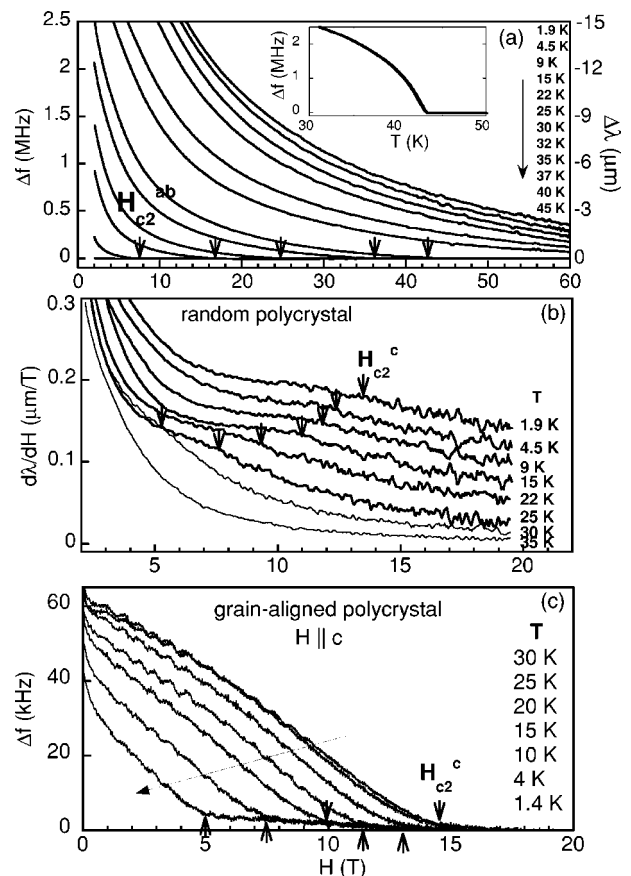 2.5
2
1.5
1
0.5
0
Δf (MHz)
(a)
Δf (MHz)
2
1
0
30
40
50
T (K)
H_c2^ab
1.9 K
4.5 K
9 K
15 K
22 K
25 K
30 K
32 K
35 K
37 K
40 K
45 K
-15
-12
-9
-6
-3
0
Δλ (μm)
0 10 20 30 40 50 60
0.3
0.2
0.1
0
dλ/dH (μm/T)
random polycrystal
(b)
H_c2^c
T
1.9 K
4.5 K
9 K
15 K
22 K
25 K
30 K
35 K
5 10 15 20
60
40
20
0
Δf (kHz)
grain-aligned polycrystal
(c)
H || c
T
30 K
25 K
20 K
15 K
10 K
4 K
1.4 K
H_c2^c
0 5 10 15 20
H (T)